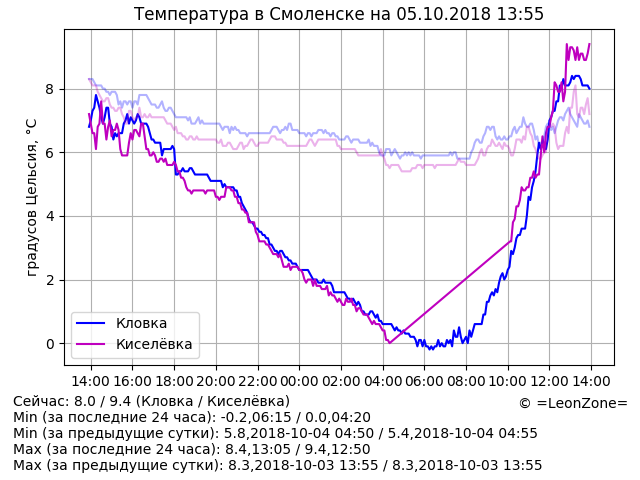 Температура в Смоленске на 05.10.2018 13:55
градусов Цельсия, °C
8
6
4
2
0
Кловка
Киселёвка
14:00 16:00 18:00 20:00 22:00 00:00 02:00 04:00 06:00 08:00 10:00 12:00 14:00
Сейчас: 8.0 / 9.4 (Кловка / Киселёвка)
© =LeonZone=
Min (за последние 24 часа): -0.2,06:15 / 0.0,04:20
Min (за предыдущие сутки): 5.8,2018-10-04 04:50 / 5.4,2018-10-04 04:55
Max (за последние 24 часа): 8.4,13:05 / 9.4,12:50
Max (за предыдущие сутки): 8.3,2018-10-03 13:55 / 8.3,2018-10-03 13:55